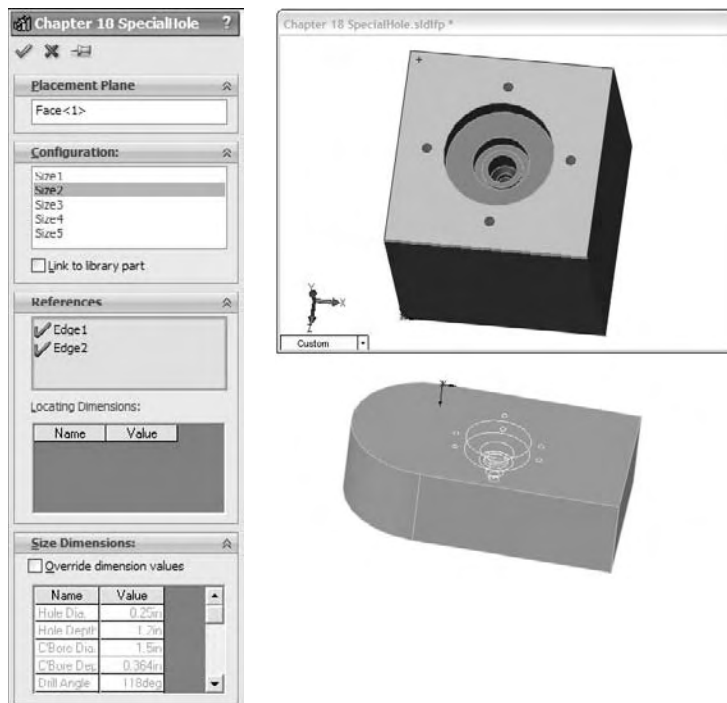 Chapter 18 SpecialHole ?
Placement Plane
Face<1>
Configuration:
Size1
Size2
Size3
Size4
Size5
Link to library part
References
Edge1
Edge2
Locating Dimensions:
Name Value
Size Dimensions:
Override dimension values
Name Value
Hole Dia. 0.25in
Hole Depth 1.2in
C'Bore Dia. 1.5in
C'Bore Dep 0.364in
Drill Angle 118deg
Chapter 18 SpecialHole.sldlfp *
Y
X
Z
Custom